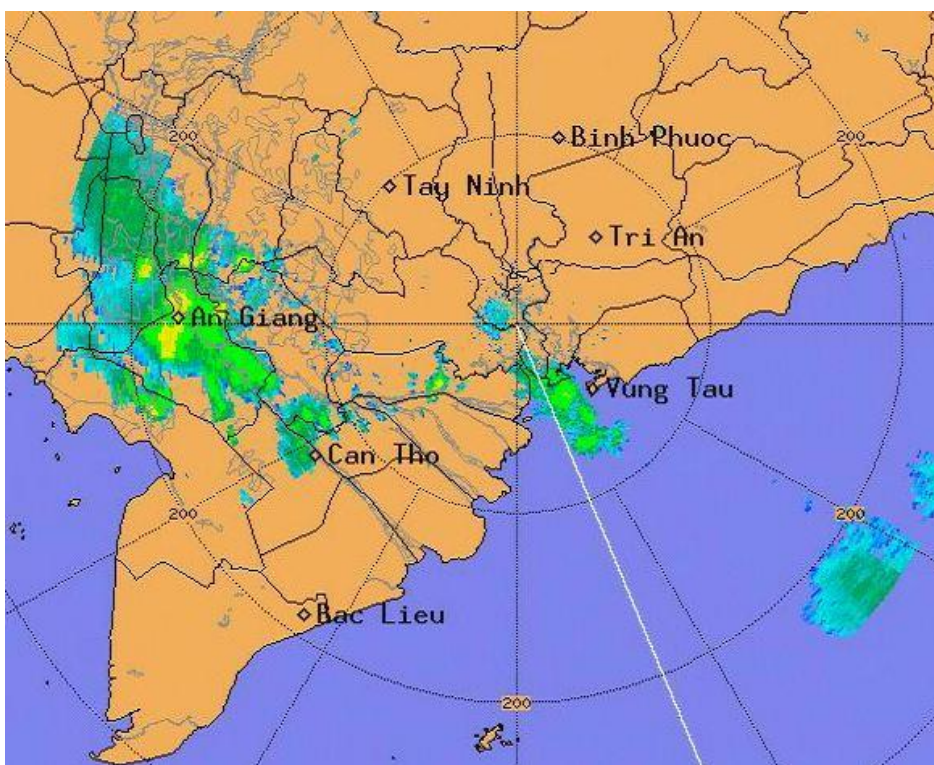 200
Binh Phuoc
200
Tay Ninh
Tri An
An Giang
Vung Tau
Can Tho
200
200
Bac Lieu
200